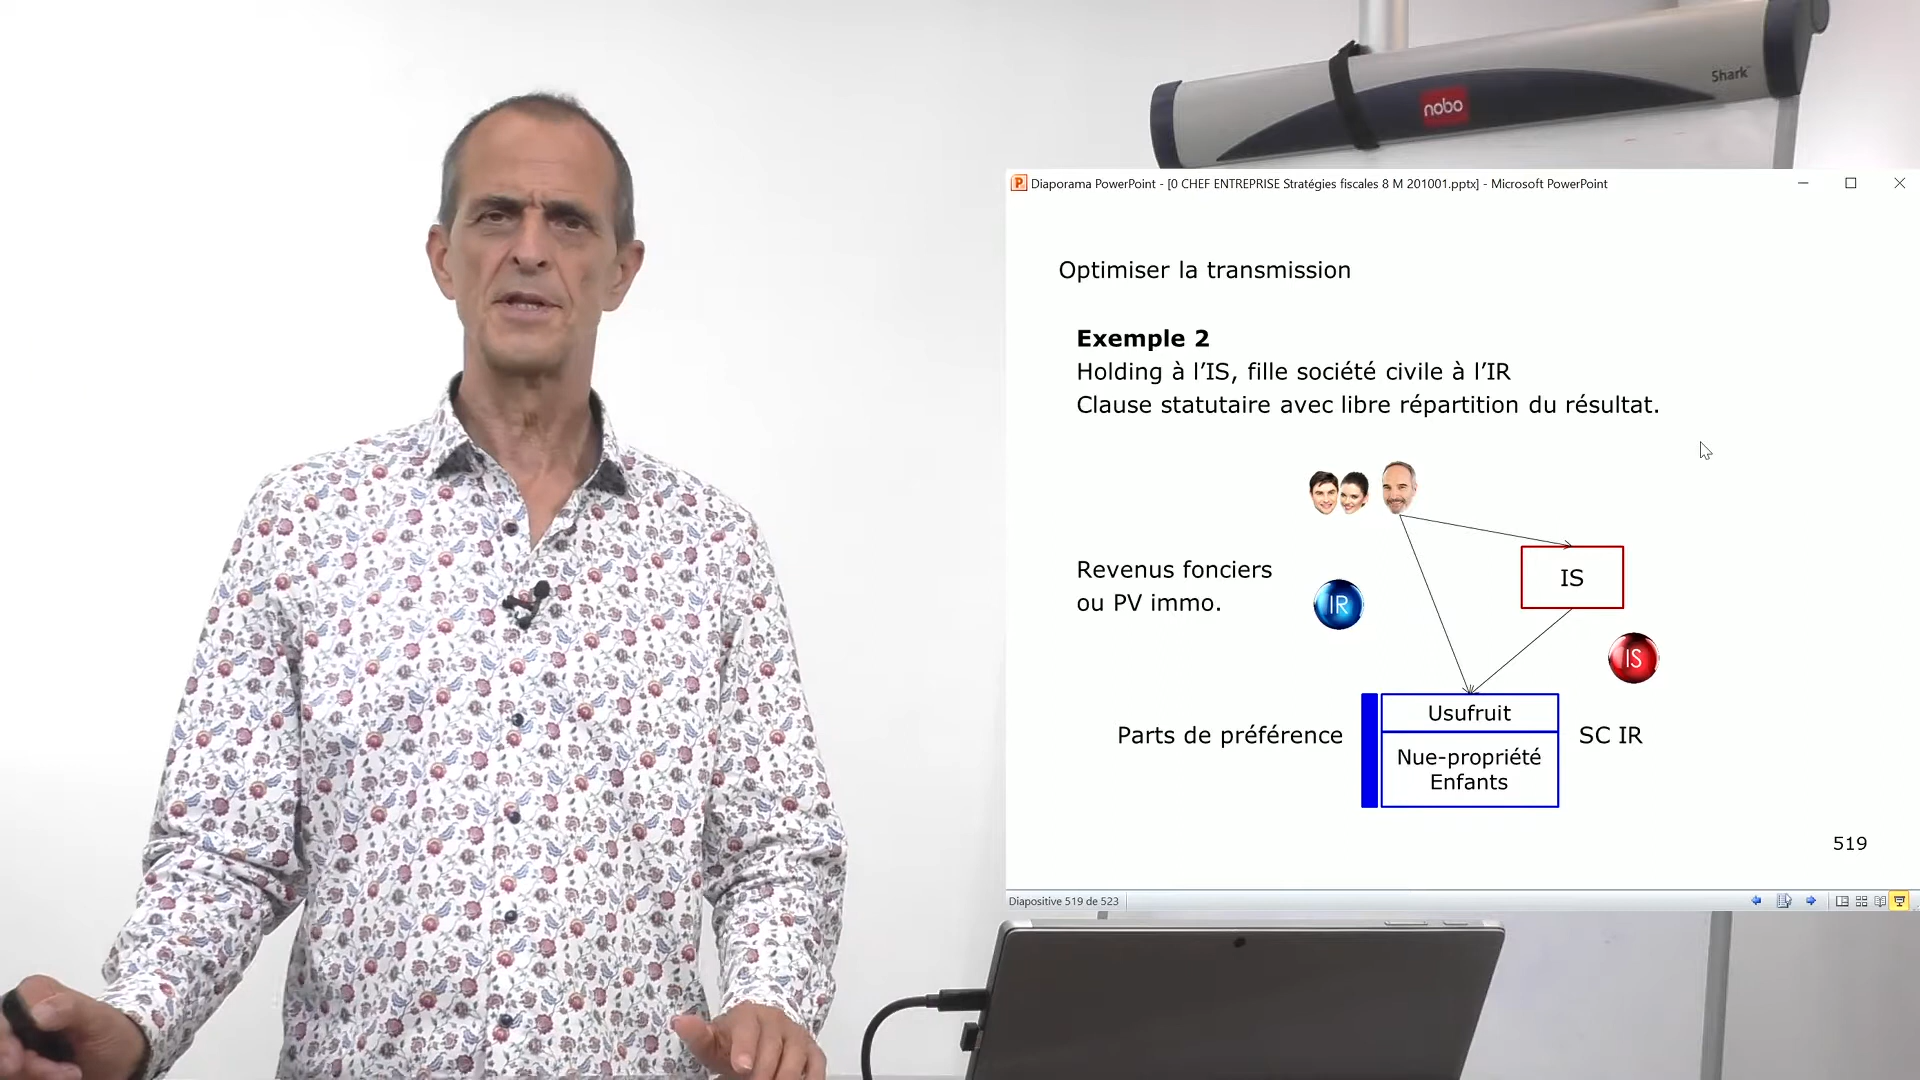 Shark
nobo
Diaporama PowerPoint - [0 CHEF ENTREPRISE Stratégies fiscales 8 M 201001.pptx] - Microsoft PowerPoint
Optimiser la transmission
Exemple 2
Holding à l’IS, fille société civile à l’IR
Clause statutaire avec libre répartition du résultat.
Revenus fonciers
ou PV immo.
IR
IS
IS
Parts de préférence
Usufruit
Nue-propriété
Enfants
SC IR
519
Diapositive 519 de 523